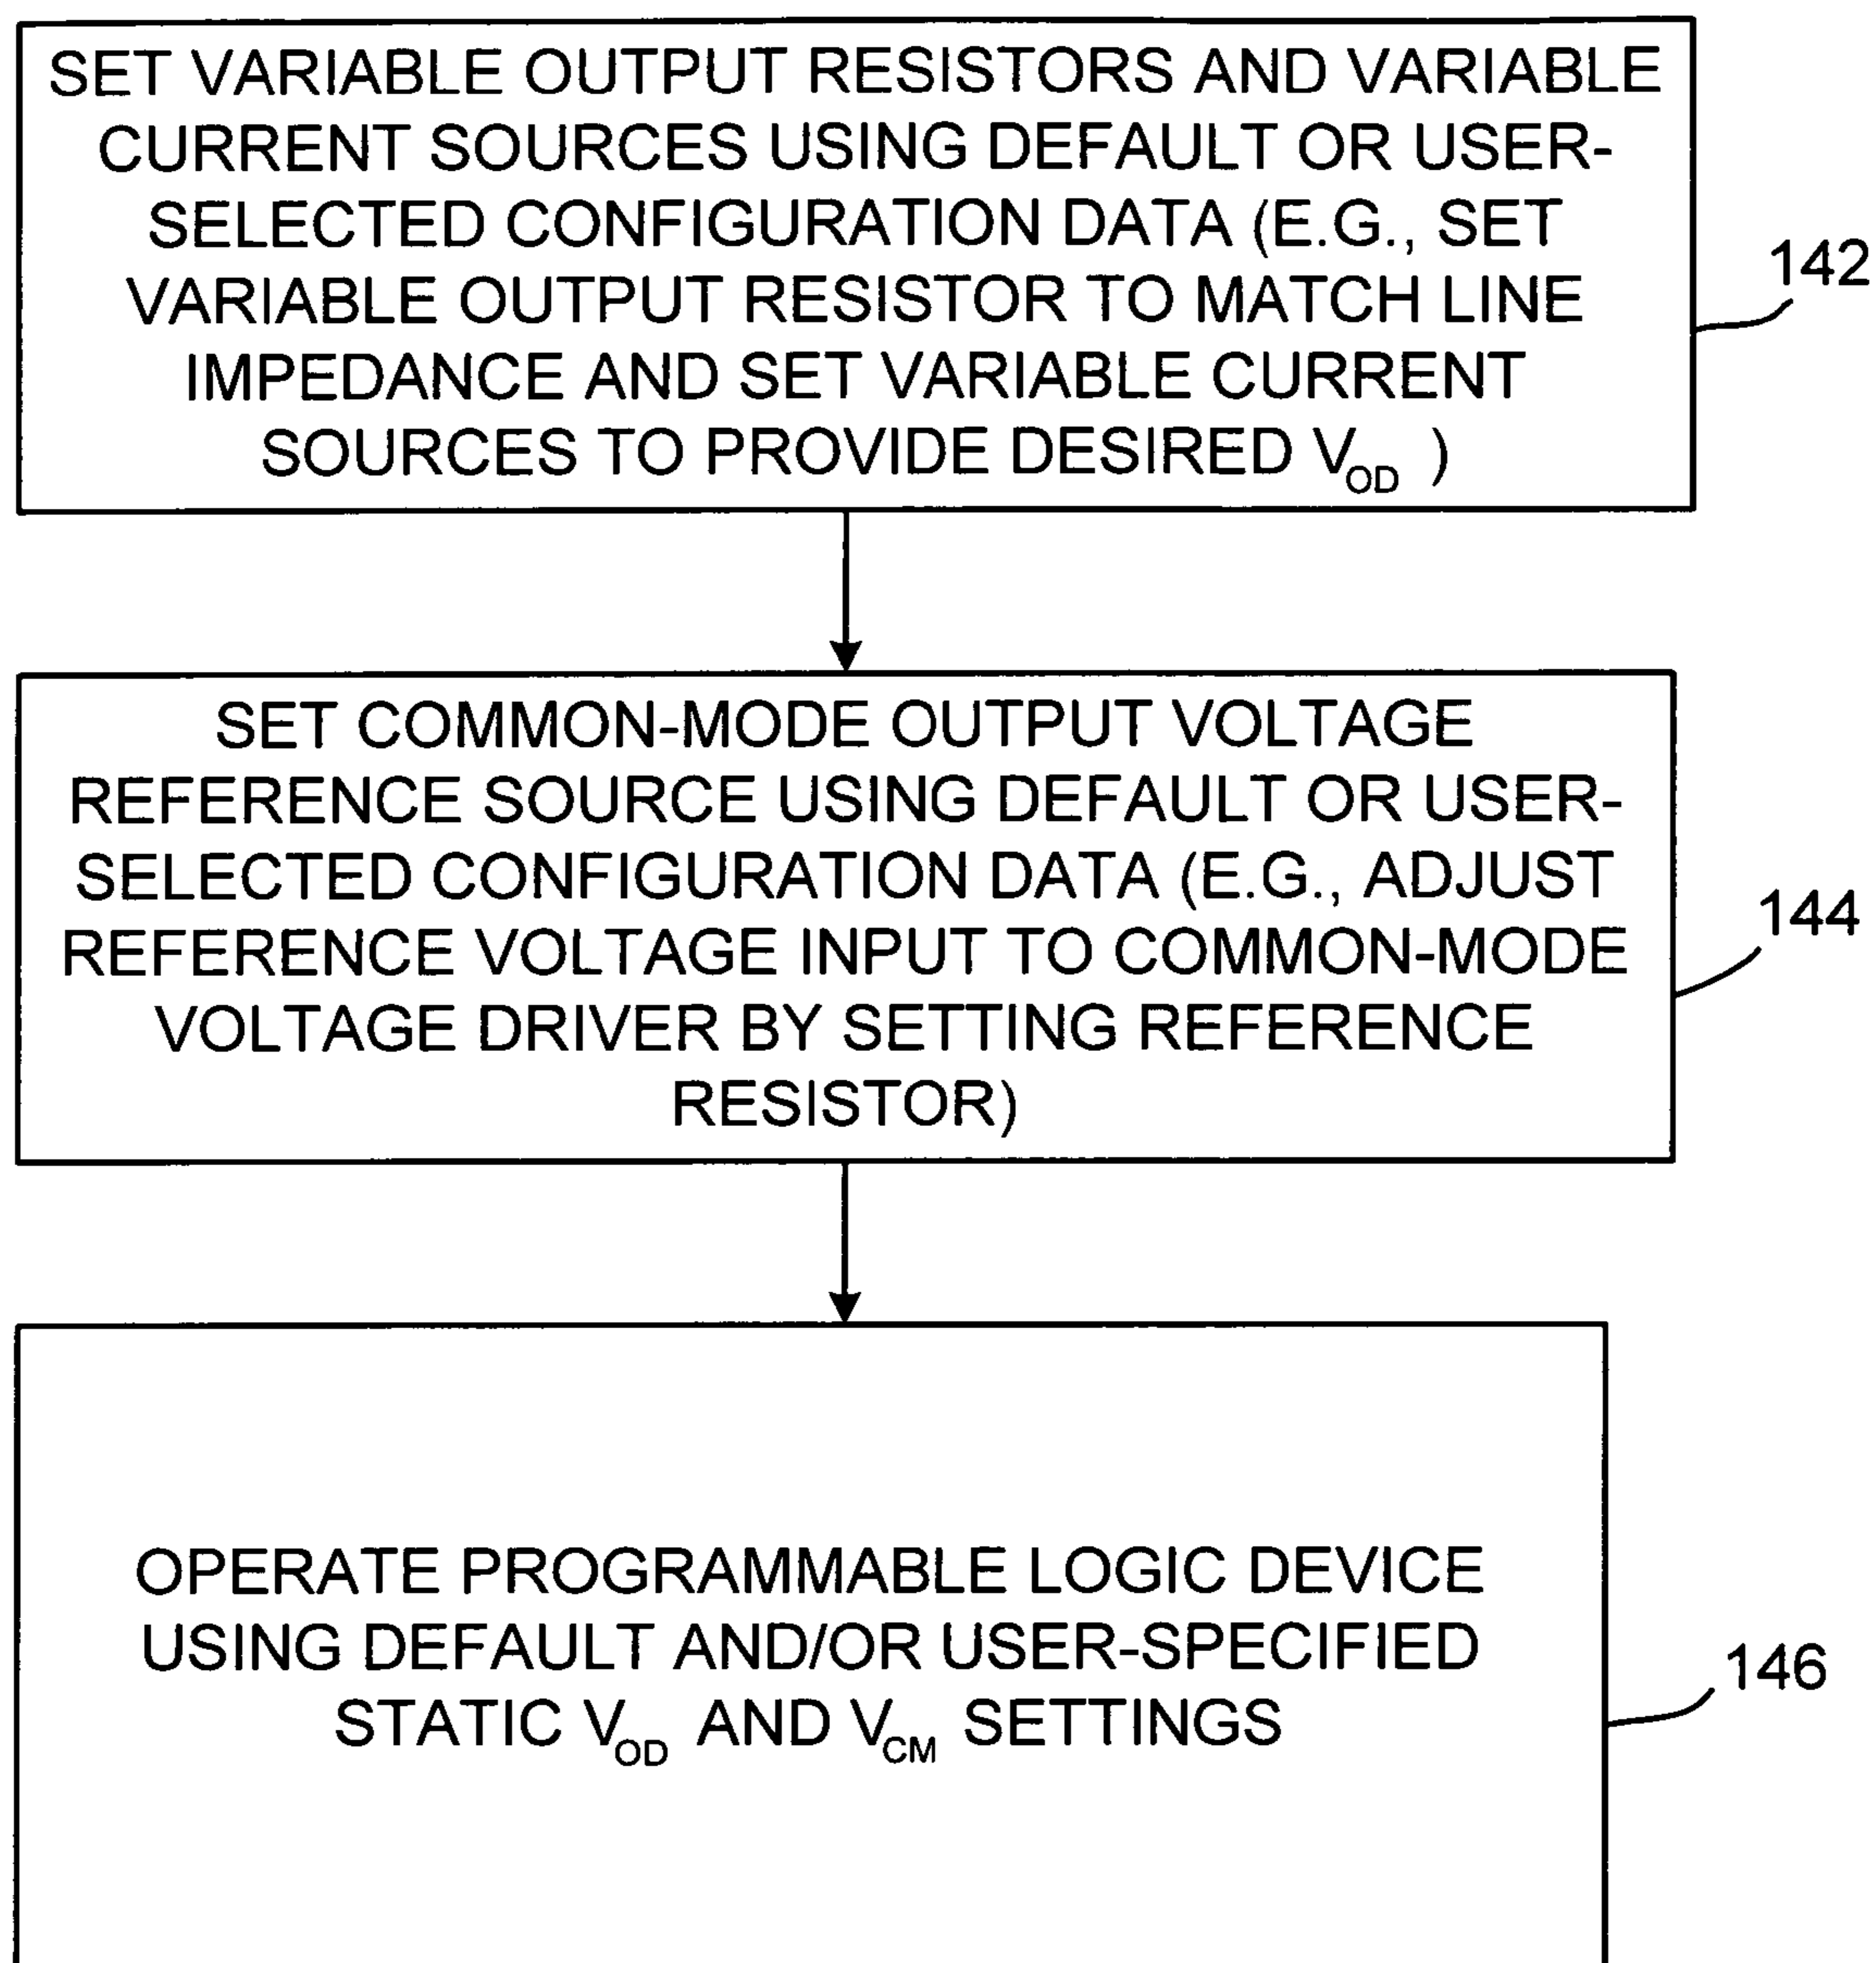 SET VARIABLE OUTPUT RESISTORS AND VARIABLE
CURRENT SOURCES USING DEFAULT OR USER-
SELECTED CONFIGURATION DATA (E.G., SET
VARIABLE OUTPUT RESISTOR TO MATCH LINE
IMPEDANCE AND SET VARIABLE CURRENT
SOURCES TO PROVIDE DESIRED V_OD )
142
SET COMMON-MODE OUTPUT VOLTAGE
REFERENCE SOURCE USING DEFAULT OR USER-
SELECTED CONFIGURATION DATA (E.G., ADJUST
REFERENCE VOLTAGE INPUT TO COMMON-MODE
VOLTAGE DRIVER BY SETTING REFERENCE
RESISTOR)
144
OPERATE PROGRAMMABLE LOGIC DEVICE
USING DEFAULT AND/OR USER-SPECIFIED
STATIC V_OD AND V_CM SETTINGS
146